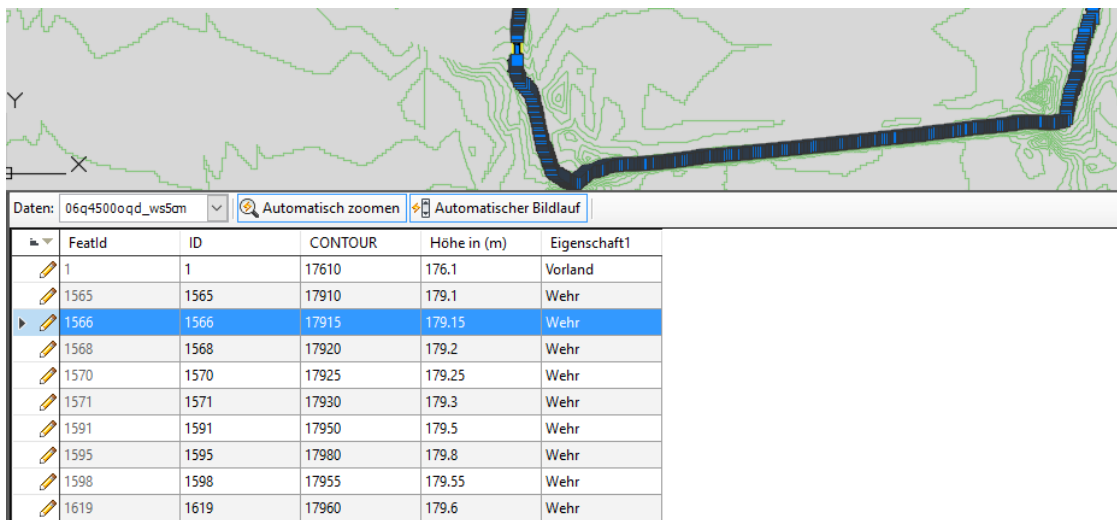 Y
X
Daten: 06q4500oqd_ws5cm Automatisch zoomen Automatischer Bildlauf
FeatId ID CONTOUR Höhe in (m) Eigenschaft1
1 1 17610 176.1 Vorland
1565 1565 17910 179.1 Wehr
1566 1566 17915 179.15 Wehr
1568 1568 17920 179.2 Wehr
1570 1570 17925 179.25 Wehr
1571 1571 17930 179.3 Wehr
1591 1591 17950 179.5 Wehr
1595 1595 17980 179.8 Wehr
1598 1598 17955 179.55 Wehr
1619 1619 17960 179.6 Wehr